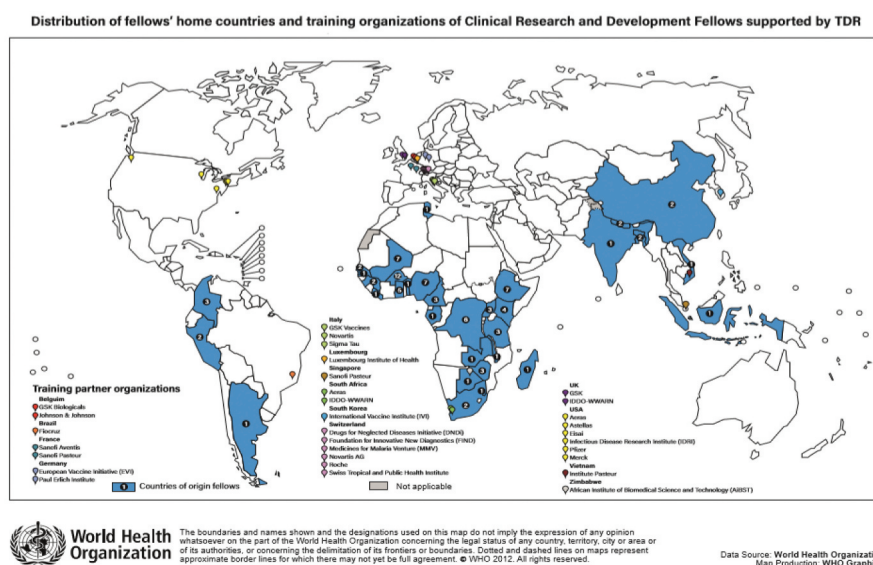 Distribution of fellows' home countries and training organizations of Clinical Research and Development Fellows supported by TDR
Training partner organizations
Belguim
GSK Biologicals
Johnson & Johnson
Brazil
Fiocruz
France
Sanofi Aventis
Sanofi Pasteur
Germany
European Vaccine Initiative (EVI)
Paul Erlich Institute
Italy
GSK Vaccines
Novartis
Sigma Tau
Luxembourg
Luxembourg Institute of Health
Singapore
Sanofi Pasteur
South Africa
Aeras
IDDO-WWARN
South Korea
International Vaccine Institute (IVI)
Switzerland
Drugs for Neglected Diseases Initiative (DNDi)
Foundation for Innovative New Diagnostics (FIND)
Medicines for Malaria Venture (MMV)
Novartis AG
Roche
Swiss Tropical and Public Health Institute
UK
GSK
IDDO-WWARN
USA
Aeras
Astellas
Eisai
Infectious Disease Research Institute (IDRI)
Pfizer
Merck
Vietnam
Institute Pasteur
Zimbabwe
African Institute of Biomedical Science and Technology (AiBST)
Countries of origin fellows
Not applicable
World Health
Organization
The boundaries and names shown and the designations used on this map do not imply the expression of any opinion
whatsoever on the part of the World Health Organization concerning the legal status of any country, territory, city or area or
of its authorities, or concerning the delimitation of its frontiers or boundaries. Dotted and dashed lines on maps represent
approximate border lines for which there may not yet be full agreement. © WHO 2012. All rights reserved.
Data Source: World Health Organizati
Map Production: WHO Graphi